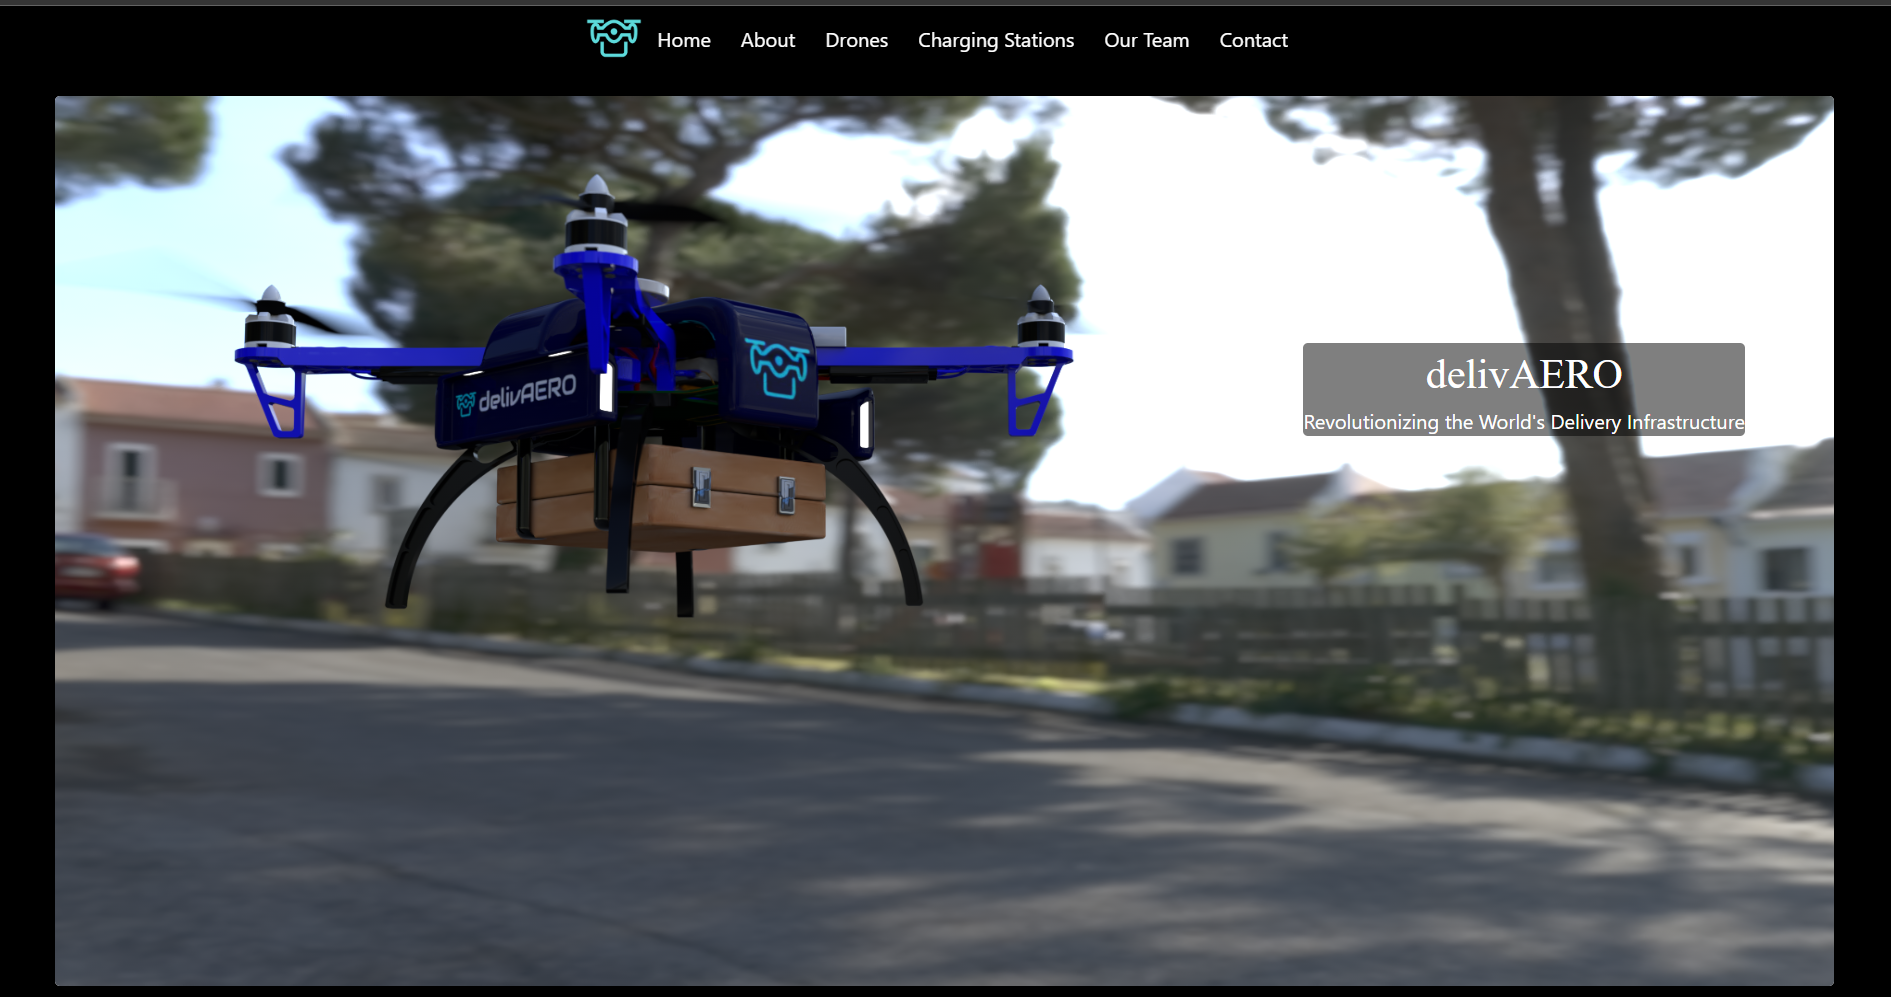 Home About Drones Charging Stations Our Team Contact
delivAERO
delivAERO
Revolutionizing the World's Delivery Infrastructure